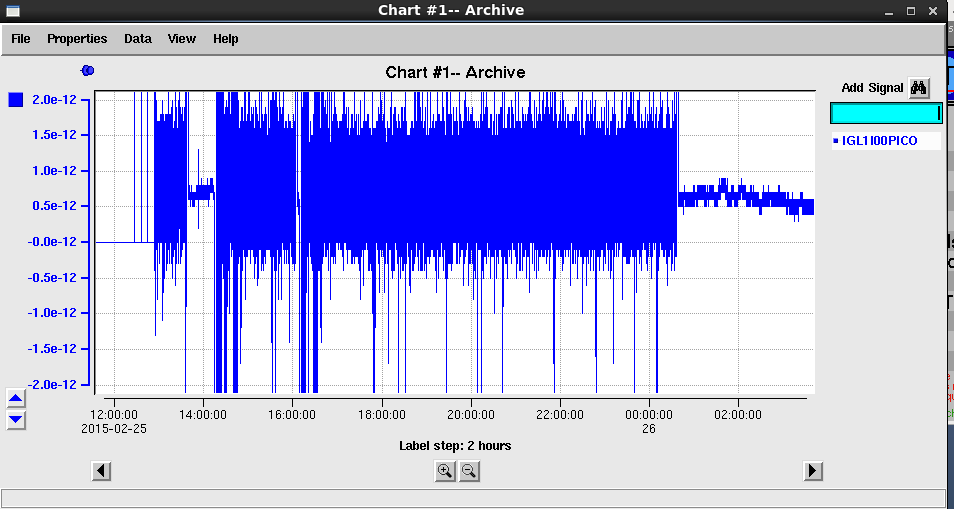 Chart #1-- Archive
File Properties Data View Help
Chart #1-- Archive
Add Signal
IGL1I00PICO
2.0e-12
1.5e-12
1.0e-12
0.5e-12
-0.0e-12
-0.5e-12
-1.0e-12
-1.5e-12
-2.0e-12
12:00:00 14:00:00 16:00:00 18:00:00 20:00:00 22:00:00 00:00:00 02:00:00
2015-02-25 26
Label step: 2 hours